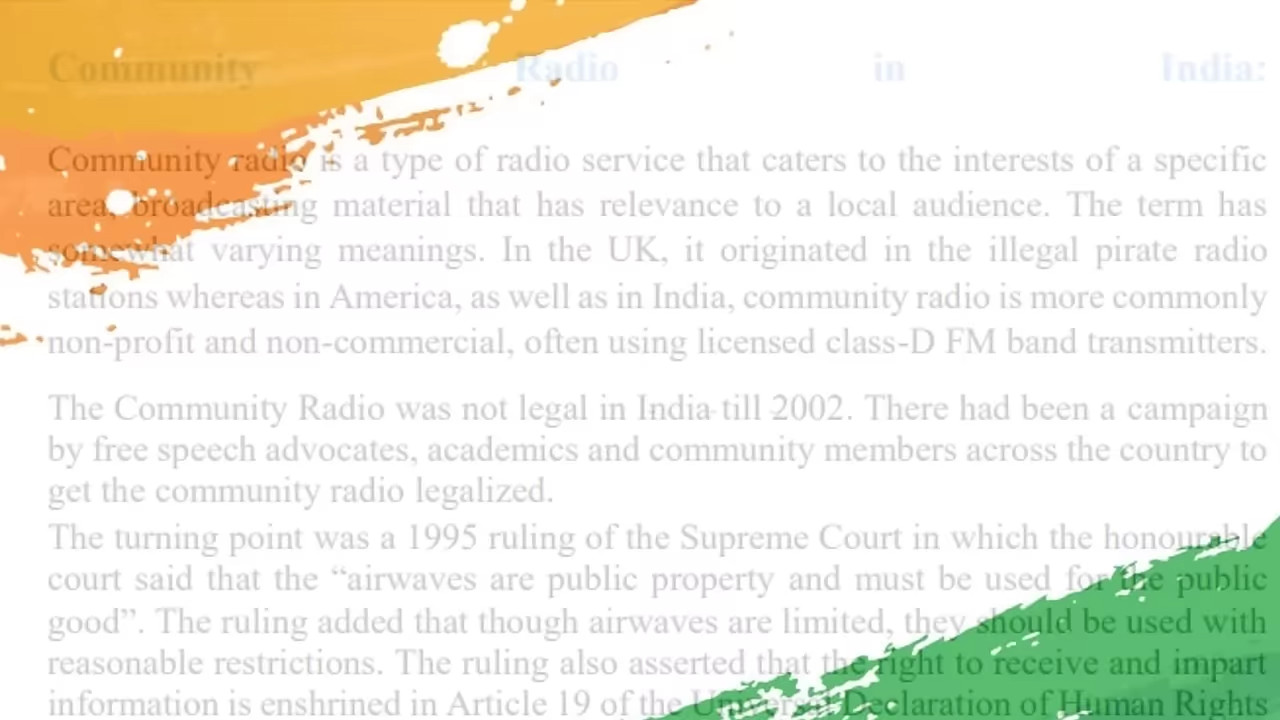 Community Radio in India:
Community radio is a type of radio service that caters to the interests of a specific
area, broadcasting material that has relevance to a local audience. The term has
somewhat varying meanings. In the UK, it originated in the illegal pirate radio
stations whereas in America, as well as in India, community radio is more commonly
non-profit and non-commercial, often using licensed class-D FM band transmitters.
The Community Radio was not legal in India till 2002. There had been a campaign
by free speech advocates, academics and community members across the country to
get the community radio legalized.
The turning point was a 1995 ruling of the Supreme Court in which the honourable
court said that the “airwaves are public property and must be used for the public
good”. The ruling added that though airwaves are limited, they should be used with
reasonable restrictions. The ruling also asserted that the right to receive and impart
information is enshrined in Article 19 of the Universal Declaration of Human Rights